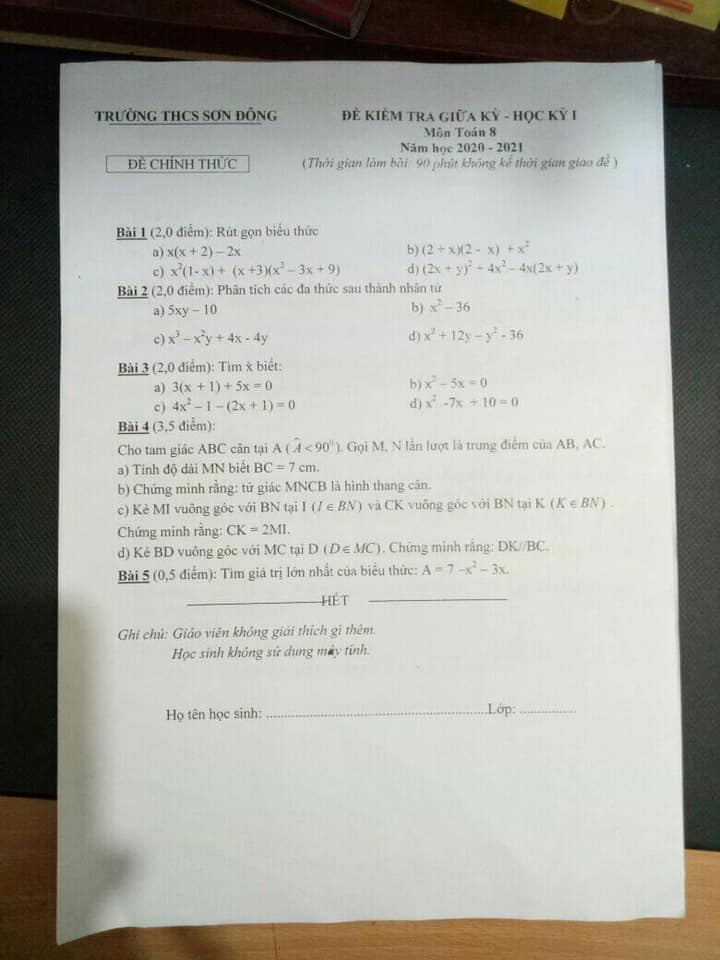 TRƯỜNG THCS SƠN ĐÔNG
ĐỀ CHÍNH THỨC
ĐỀ KIỂM TRA GIỮA KỲ - HỌC KỲ I
Môn Toán 8
Năm học 2020 - 2021
(Thời gian làm bài: 90 phút không kể thời gian giao đề )
Bài 1 (2,0 điểm): Rút gọn biểu thức
a) x(x + 2) – 2x
b) (2 + x)(2 - x) + x²
c) x²(1- x) + (x +3)(x² – 3x + 9)
d) (2x + y)² + 4x² – 4x(2x + y)
Bài 2 (2,0 điểm): Phân tích các đa thức sau thành nhân tử
a) 5xy – 10
b) x² – 36
c) x³ – x²y + 4x - 4y
d) x² + 12y – y² - 36
Bài 3 (2,0 điểm): Tìm x biết:
a) 3(x + 1) + 5x = 0
b) x² – 5x = 0
c) 4x² – 1 – (2x + 1) = 0
d) x² -7x + 10 = 0
Bài 4 (3,5 điểm):
Cho tam giác ABC cân tại A ( Â < 90⁰). Gọi M, N lần lượt là trung điểm của AB, AC.
a) Tính độ dài MN biết BC = 7 cm.
b) Chứng minh rằng: tứ giác MNCB là hình thang cân.
c) Kẻ MI vuông góc với BN tại I (I ∈ BN) và CK vuông góc với BN tại K (K ∈ BN) .
Chứng minh rằng: CK = 2MI.
d) Kẻ BD vuông góc với MC tại D (D ∈ MC). Chứng minh rằng: DK//BC.
Bài 5 (0,5 điểm): Tìm giá trị lớn nhất của biểu thức: A = 7 –x² – 3x.
HẾT
Ghi chú: Giáo viên không giải thích gì thêm.
Học sinh không sử dụng máy tính.
Họ tên học sinh: ..................................................Lớp: ................